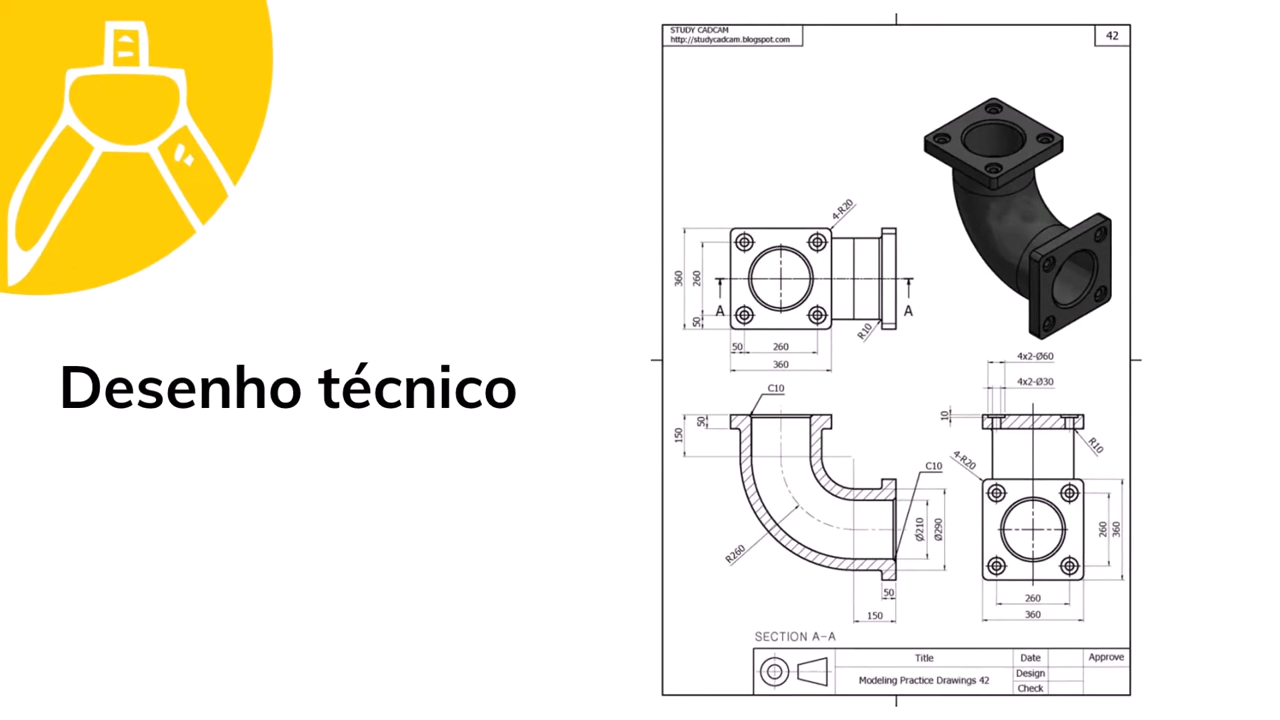 Desenho técnico
STUDY CADCAM
http://studycadcam.blogspot.com
42
4-R20
360
260
50
A
A
R10
50
260
360
C10
150
50
C10
R260
Ø210
Ø290
50
150
4x2-Ø60
4x2-Ø30
10
R10
4-R20
260
360
260
360
SECTION A-A
Title
Date
Approve
Modeling Practice Drawings 42
Design
Check